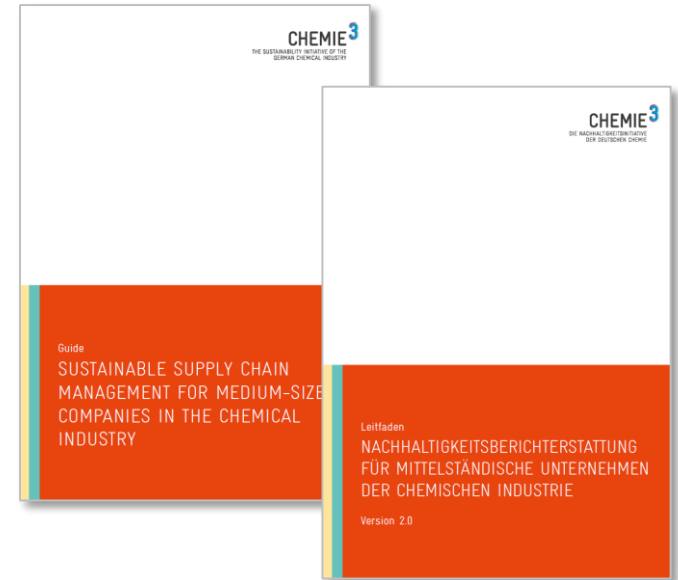 CHEMIE3
THE SUSTAINABILITY INITIATIVE OF THE
GERMAN CHEMICAL INDUSTRY
Guide
SUSTAINABLE SUPPLY CHAIN
MANAGEMENT FOR MEDIUM-SIZE
COMPANIES IN THE CHEMICAL
INDUSTRY
CHEMIE3
DIE NACHHALTIGKEITSINITIATIVE
DER DEUTSCHEN CHEMIE
Leitfaden
NACHHALTIGKEITSBERICHTERSTATTUNG
FÜR MITTELSTÄNDISCHE UNTERNEHMEN
DER CHEMISCHEN INDUSTRIE
Version 2.0